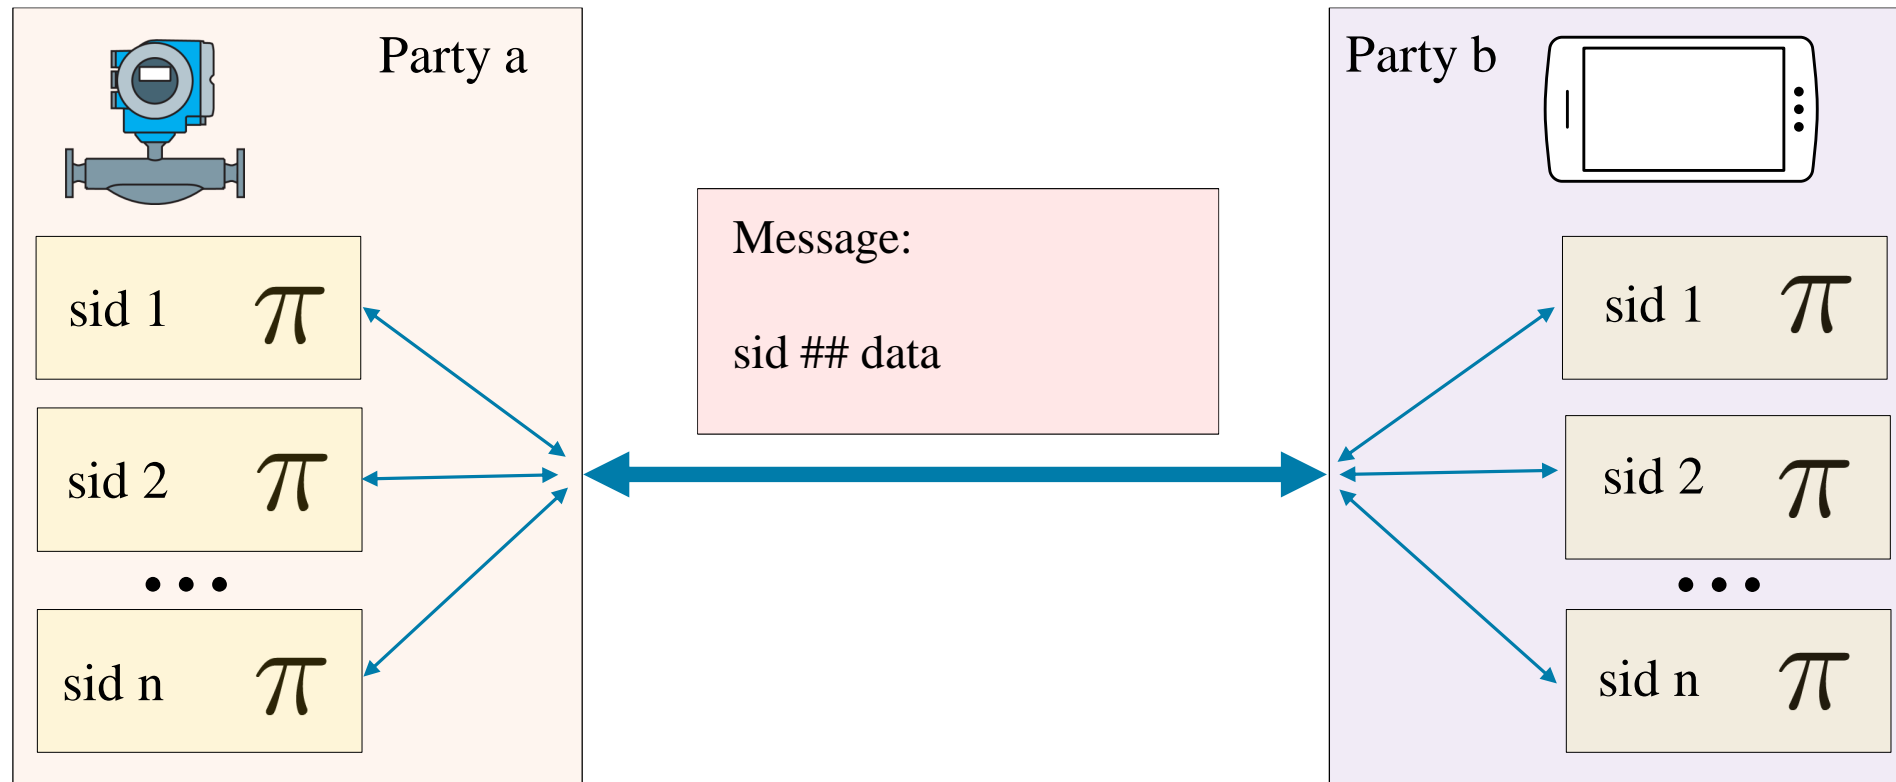 Party a
sid 1 π
sid 2 π
•••
sid n π
Message:
sid ## data
Party b
sid 1 π
sid 2 π
•••
sid n π